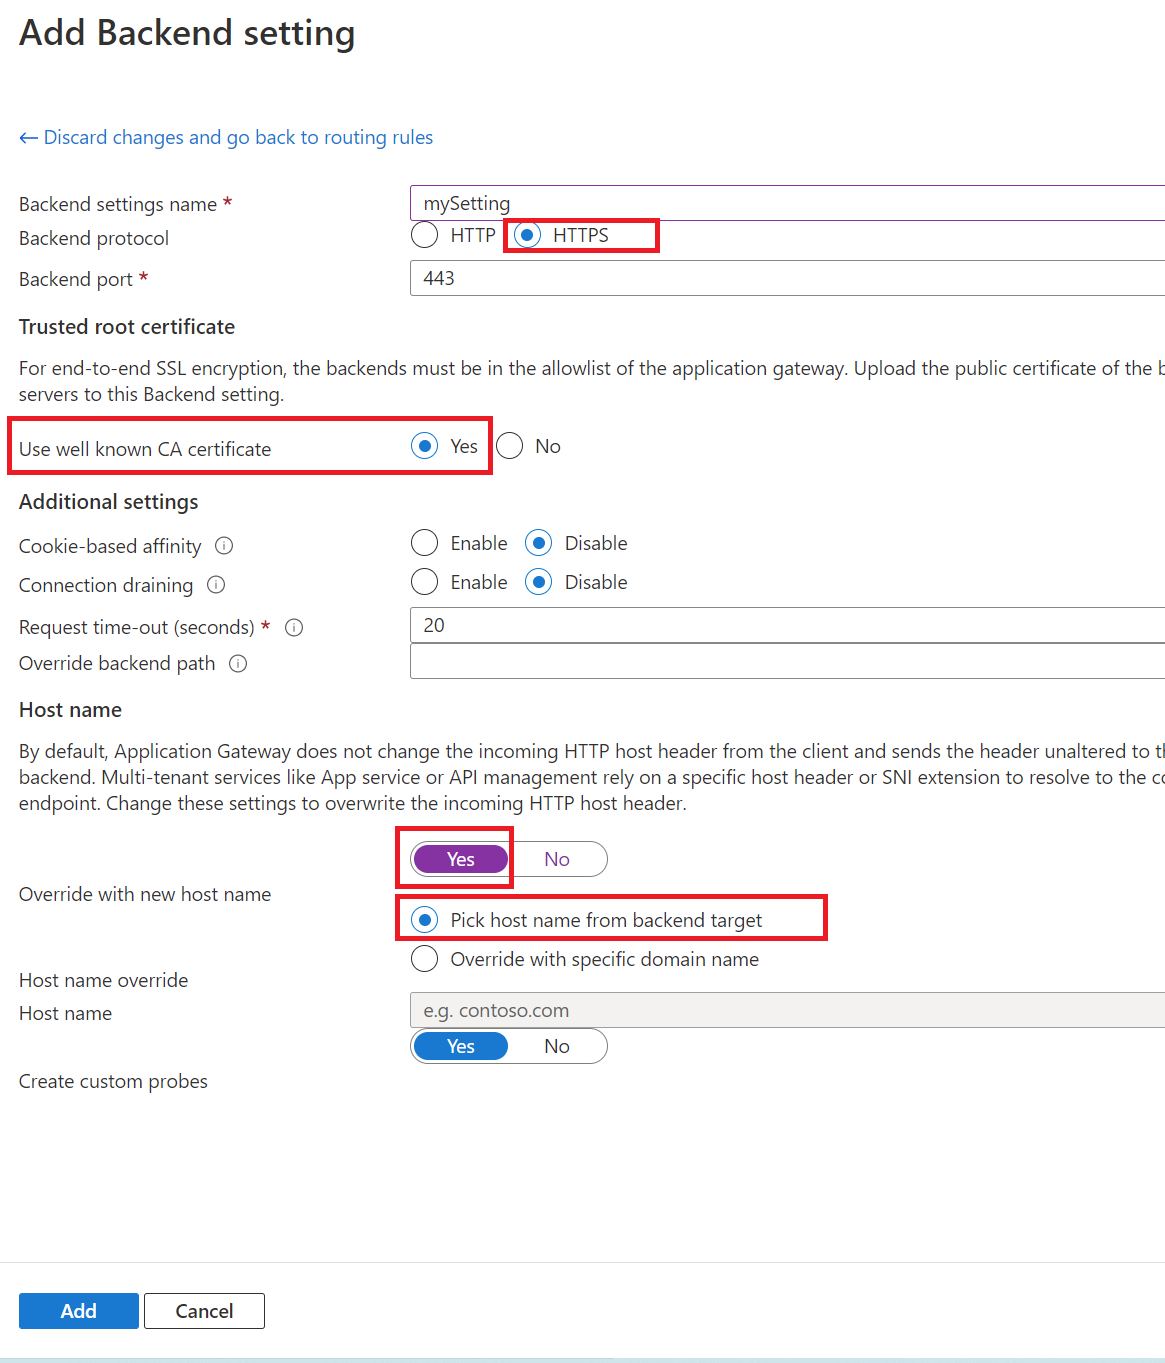 Add Backend setting
← Discard changes and go back to routing rules
Backend settings name *
mySetting
Backend protocol
HTTP
HTTPS
Backend port *
443
Trusted root certificate
For end-to-end SSL encryption, the backends must be in the allowlist of the application gateway. Upload the public certificate of the
servers to this Backend setting.
Use well known CA certificate
Yes
No
Additional settings
Cookie-based affinity
Enable
Disable
Connection draining
Enable
Disable
Request time-out (seconds) *
20
Override backend path
Host name
By default, Application Gateway does not change the incoming HTTP host header from the client and sends the header unaltered to
backend. Multi-tenant services like App service or API management rely on a specific host header or SNI extension to resolve to the
endpoint. Change these settings to overwrite the incoming HTTP host header.
Yes
No
Override with new host name
Pick host name from backend target
Override with specific domain name
Host name override
Host name
e.g. contoso.com
Yes
No
Create custom probes
Add
Cancel